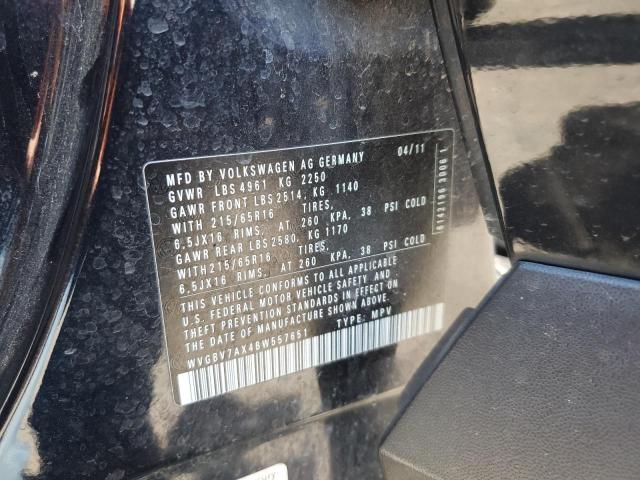 MFD BY VOLKSWAGEN AG GERMANY 04/11
GVWR LBS 4961 KG 2250
GAWR FRONT LBS 2514, KG 1140
WITH 215/65R16 TIRES,
6.5JX16 RIMS, AT 260 KPA, 38 PSI COLD
GAWR REAR LBS 2580, KG 1170
WITH 215/65R16 TIRES,
6.5JX16 RIMS, AT 260 KPA, 38 PSI COLD
THIS VEHICLE CONFORMS TO ALL APPLICABLE
U.S. FEDERAL MOTOR VEHICLE SAFETY AND
THEFT PREVENTION STANDARDS IN EFFECT ON
THE DATE OF MANUFACTURE SHOWN ABOVE.
WVGBV7AX4BW557651 TYPE: MPV